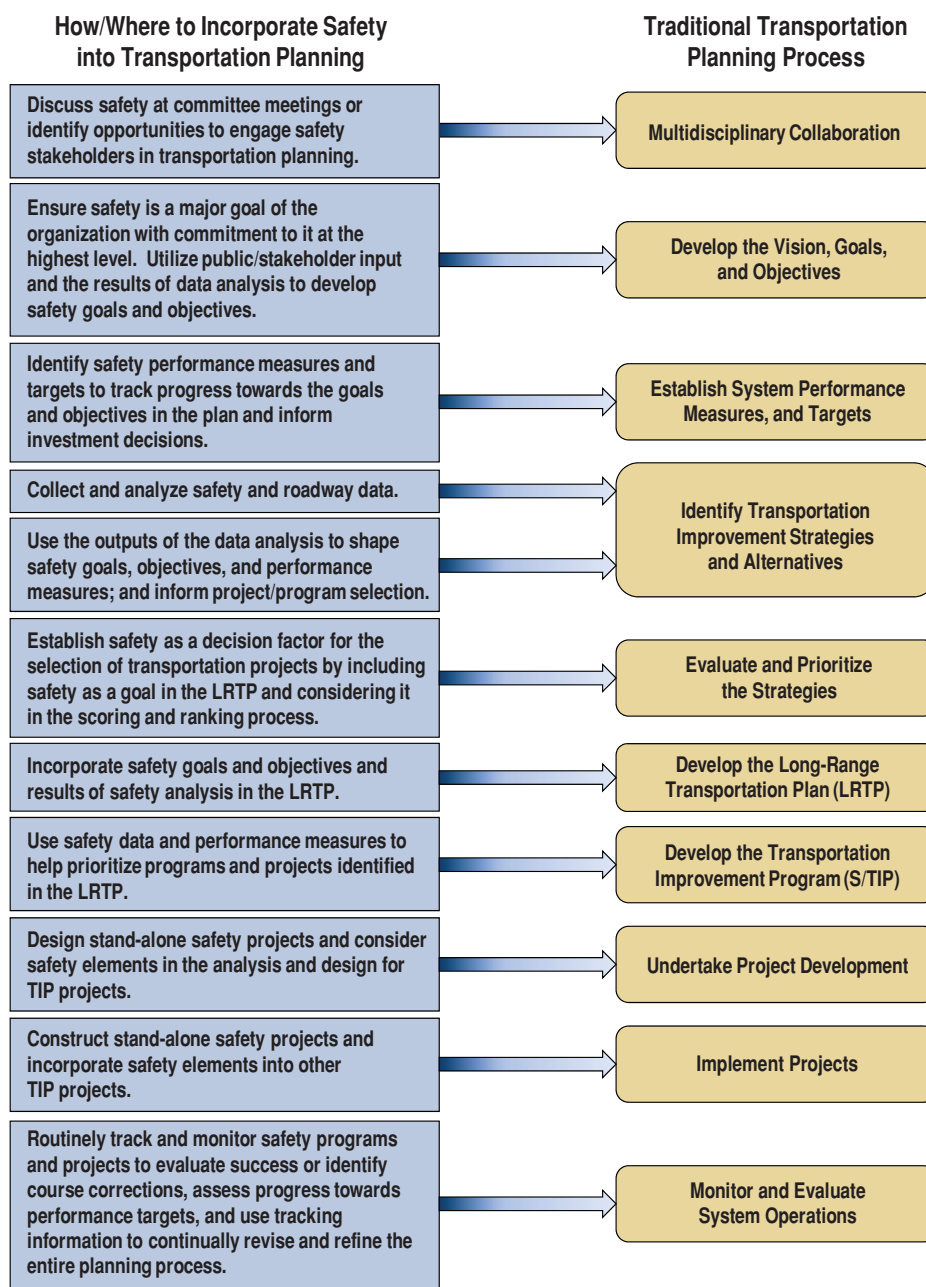 How/Where to Incorporate Safety
into Transportation Planning
Traditional Transportation
Planning Process
Discuss safety at committee meetings or
identify opportunities to engage safety
stakeholders in transportation planning.
Multidisciplinary Collaboration
Ensure safety is a major goal of the
organization with commitment to it at the
highest level. Utilize public/stakeholder input
and the results of data analysis to develop
safety goals and objectives.
Develop the Vision, Goals,
and Objectives
Identify safety performance measures and
targets to track progress towards the goals
and objectives in the plan and inform
investment decisions.
Establish System Performance
Measures, and Targets
Collect and analyze safety and roadway data.
Use the outputs of the data analysis to shape
safety goals, objectives, and performance
measures; and inform project/program selection.
Identify Transportation
Improvement Strategies
and Alternatives
Establish safety as a decision factor for the
selection of transportation projects by including
safety as a goal in the LRTP and considering it
in the scoring and ranking process.
Evaluate and Prioritize
the Strategies
Incorporate safety goals and objectives and
results of safety analysis in the LRTP.
Develop the Long-Range
Transportation Plan (LRTP)
Use safety data and performance measures to
help prioritize programs and projects identified
in the LRTP.
Develop the Transportation
Improvement Program (S/TIP)
Design stand-alone safety projects and consider
safety elements in the analysis and design for
TIP projects.
Undertake Project Development
Construct stand-alone safety projects and
incorporate safety elements into other
TIP projects.
Implement Projects
Routinely track and monitor safety programs
and projects to evaluate success or identify
course corrections, assess progress towards
performance targets, and use tracking
information to continually revise and refine the
entire planning process.
Monitor and Evaluate
System Operations